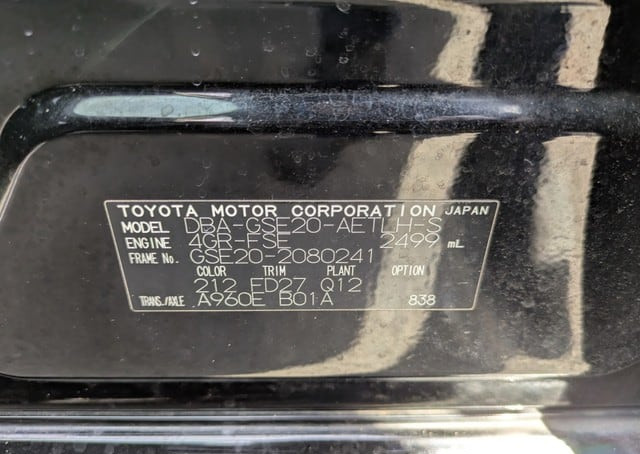 TOYOTA MOTOR CORPORATION JAPAN
MODEL DBA-GSE20-AETLH-S
ENGINE 4GR-FSE 2499 mL
FRAME No. GSE20-2080241
COLOR TRIM PLANT OPTION
212 ED27 Q12
TRANS./AXLE A960E B01A 838